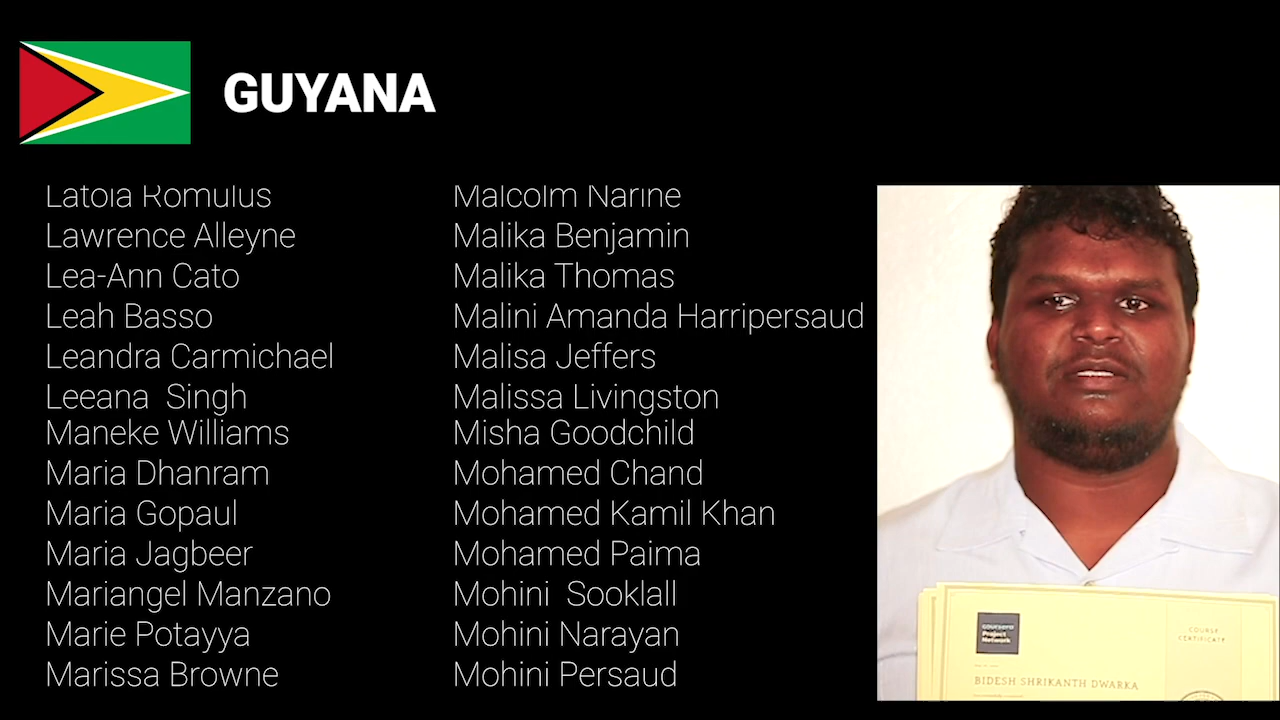 GUYANA
Latoia Romulus
Lawrence Alleyne
Lea-Ann Cato
Leah Basso
Leandra Carmichael
Leeana  Singh
Maneke Williams
Maria Dhanram
Maria Gopaul
Maria Jagbeer
Mariangel Manzano
Marie Potayya
Marissa Browne
Malcolm Narine
Malika Benjamin
Malika Thomas
Malini Amanda Harripersaud
Malisa Jeffers
Malissa Livingston
Misha Goodchild
Mohamed Chand
Mohamed Kamil Khan
Mohamed Paima
Mohini  Sooklall
Mohini Narayan
Mohini Persaud
coursera
Project
Network
COURSE
CERTIFICATE
BIDESH SHRIKANTH DWARKA